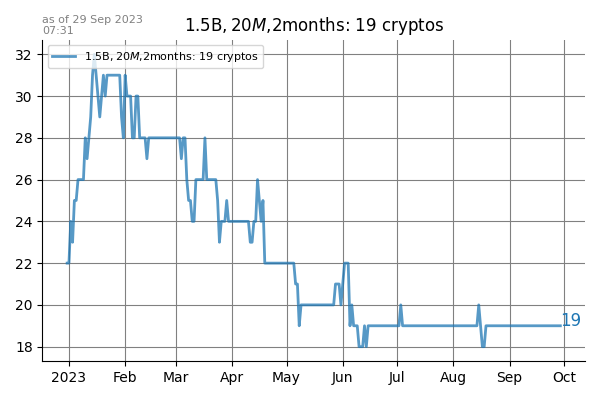 as of 29 Sep 2023
07:31
1.5B, 20M,2months: 19 cryptos
1.5B, 20M,2months: 19 cryptos
32
30
28
26
24
22
20
18
19
2023 Feb Mar Apr May Jun Jul Aug Sep Oct